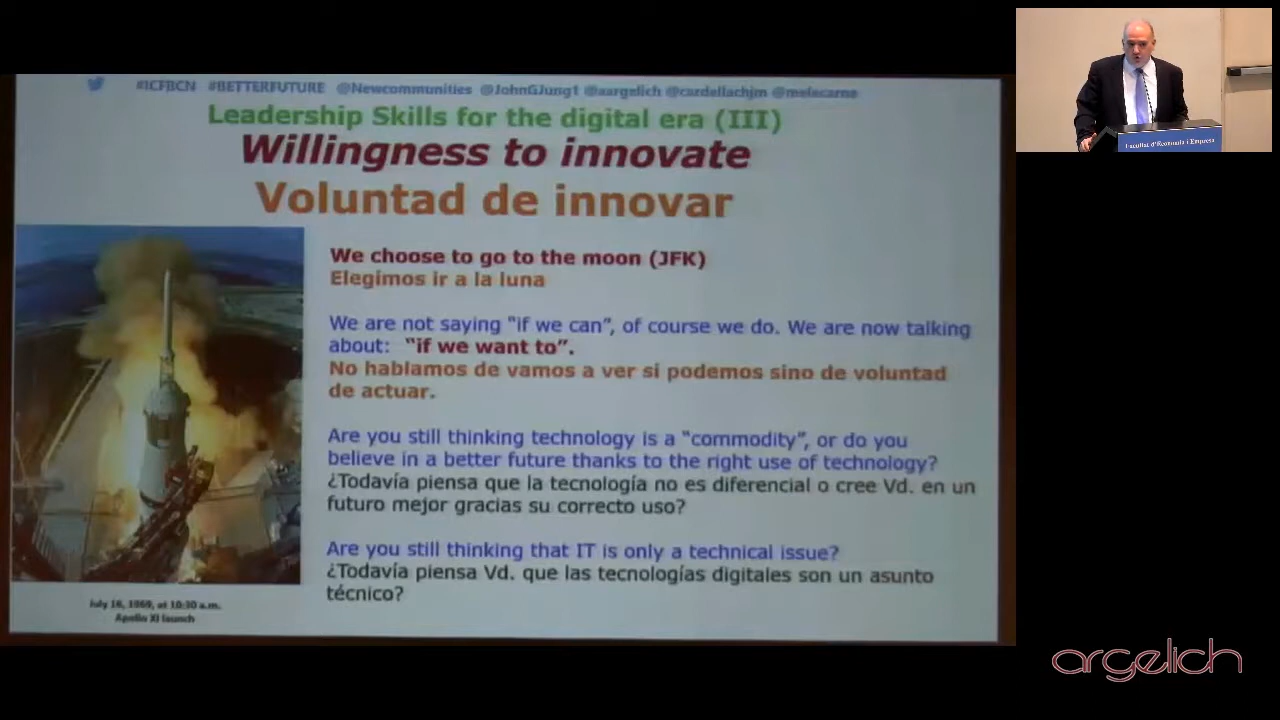 #ICFBCN #BETTERFUTURE @Newcommunities @JohnGJung1 @aargelich @cardellachjm @melecarne
Leadership Skills for the digital era (III)
Willingness to innovate
Voluntad de innovar
We choose to go to the moon (JFK)
Elegimos ir a la luna
We are not saying “if we can”, of course we do. We are now talking
about: “if we want to”.
No hablamos de vamos a ver si podemos sino de voluntad
de actuar.
Are you still thinking technology is a “commodity”, or do you
believe in a better future thanks to the right use of technology?
¿Todavía piensa que la tecnología no es diferencial o cree Vd. en un
futuro mejor gracias su correcto uso?
Are you still thinking that IT is only a technical issue?
¿Todavía piensa Vd. que las tecnologías digitales son un asunto
técnico?
July 16, 1969, at 10:30 a.m.
Apollo XI launch
Facultat d'Economia i Empresa
argelich